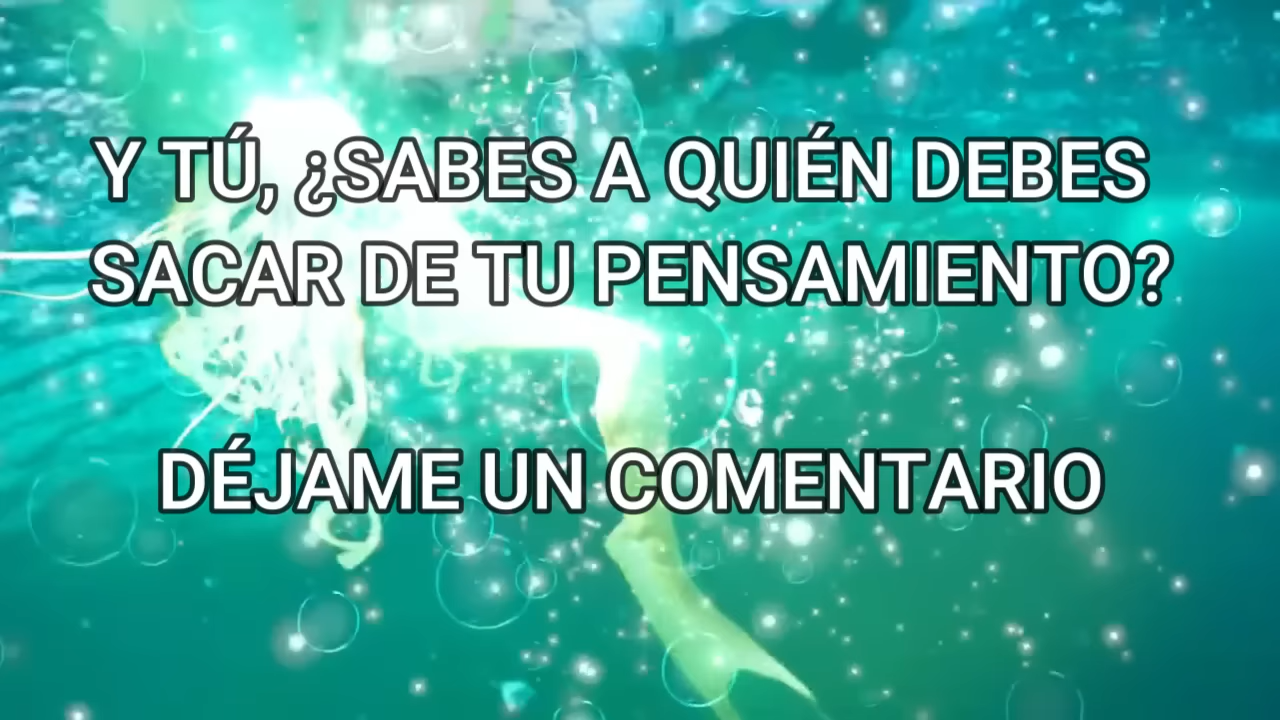 Y TÚ, ¿SABES A QUIÉN DEBES
SACAR DE TU PENSAMIENTO?
DÉJAME UN COMENTARIO